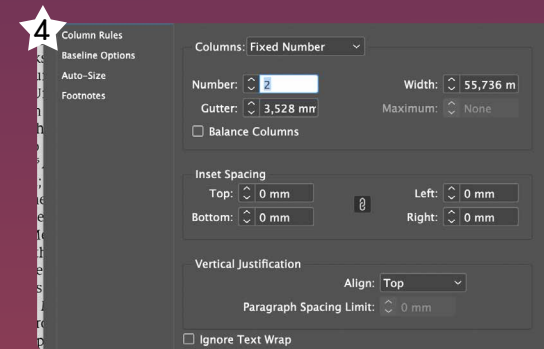 4
Column Rules
Baseline Options
Auto-Size
Footnotes
Columns: Fixed Number
Number: 2 Width: 55,736 m
Gutter: 3,528 mm Maximum: None
Balance Columns
Inset Spacing
Top: 0 mm Left: 0 mm
Bottom: 0 mm Right: 0 mm
Vertical Justification
Align: Top
Paragraph Spacing Limit: 0 mm
Ignore Text Wrap